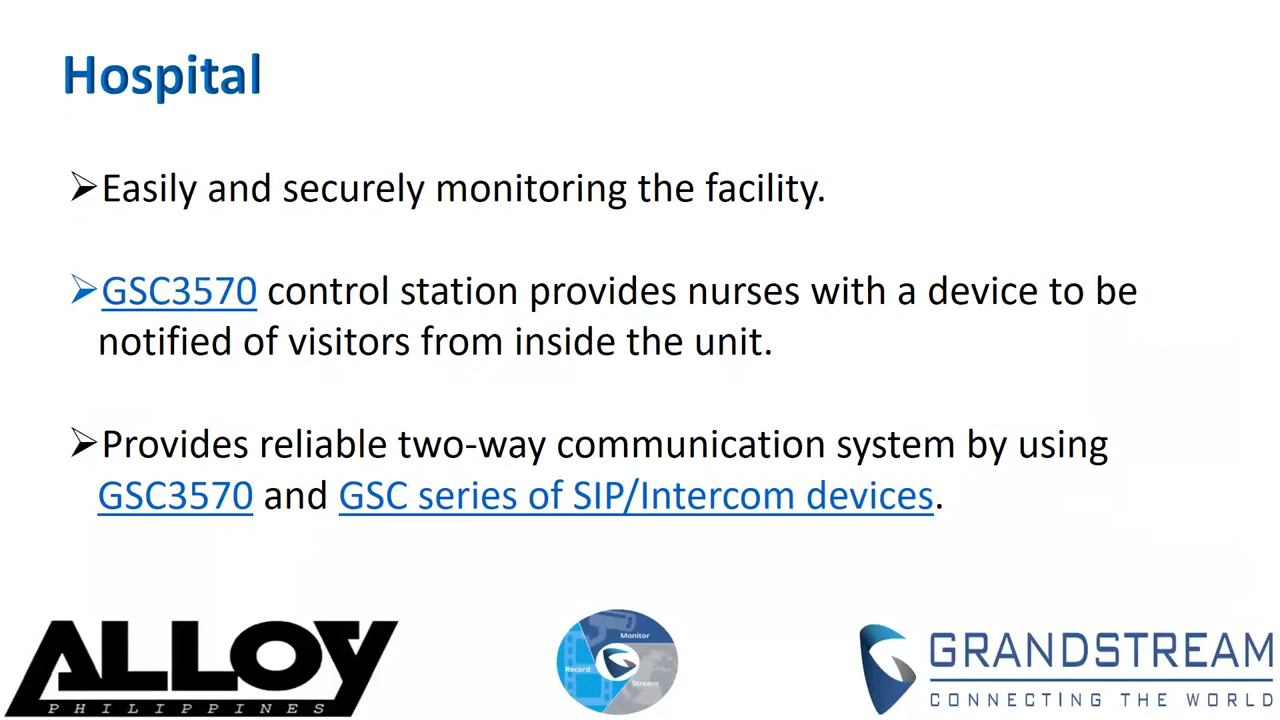 Hospital
➢Easily and securely monitoring the facility.
➢GSC3570 control station provides nurses with a device to be
notified of visitors from inside the unit.
➢Provides reliable two-way communication system by using
GSC3570 and GSC series of SIP/Intercom devices.
ALLOY
PHILIPPINES
Monitor
Record
Stream
GRANDSTREAM
CONNECTING THE WORLD